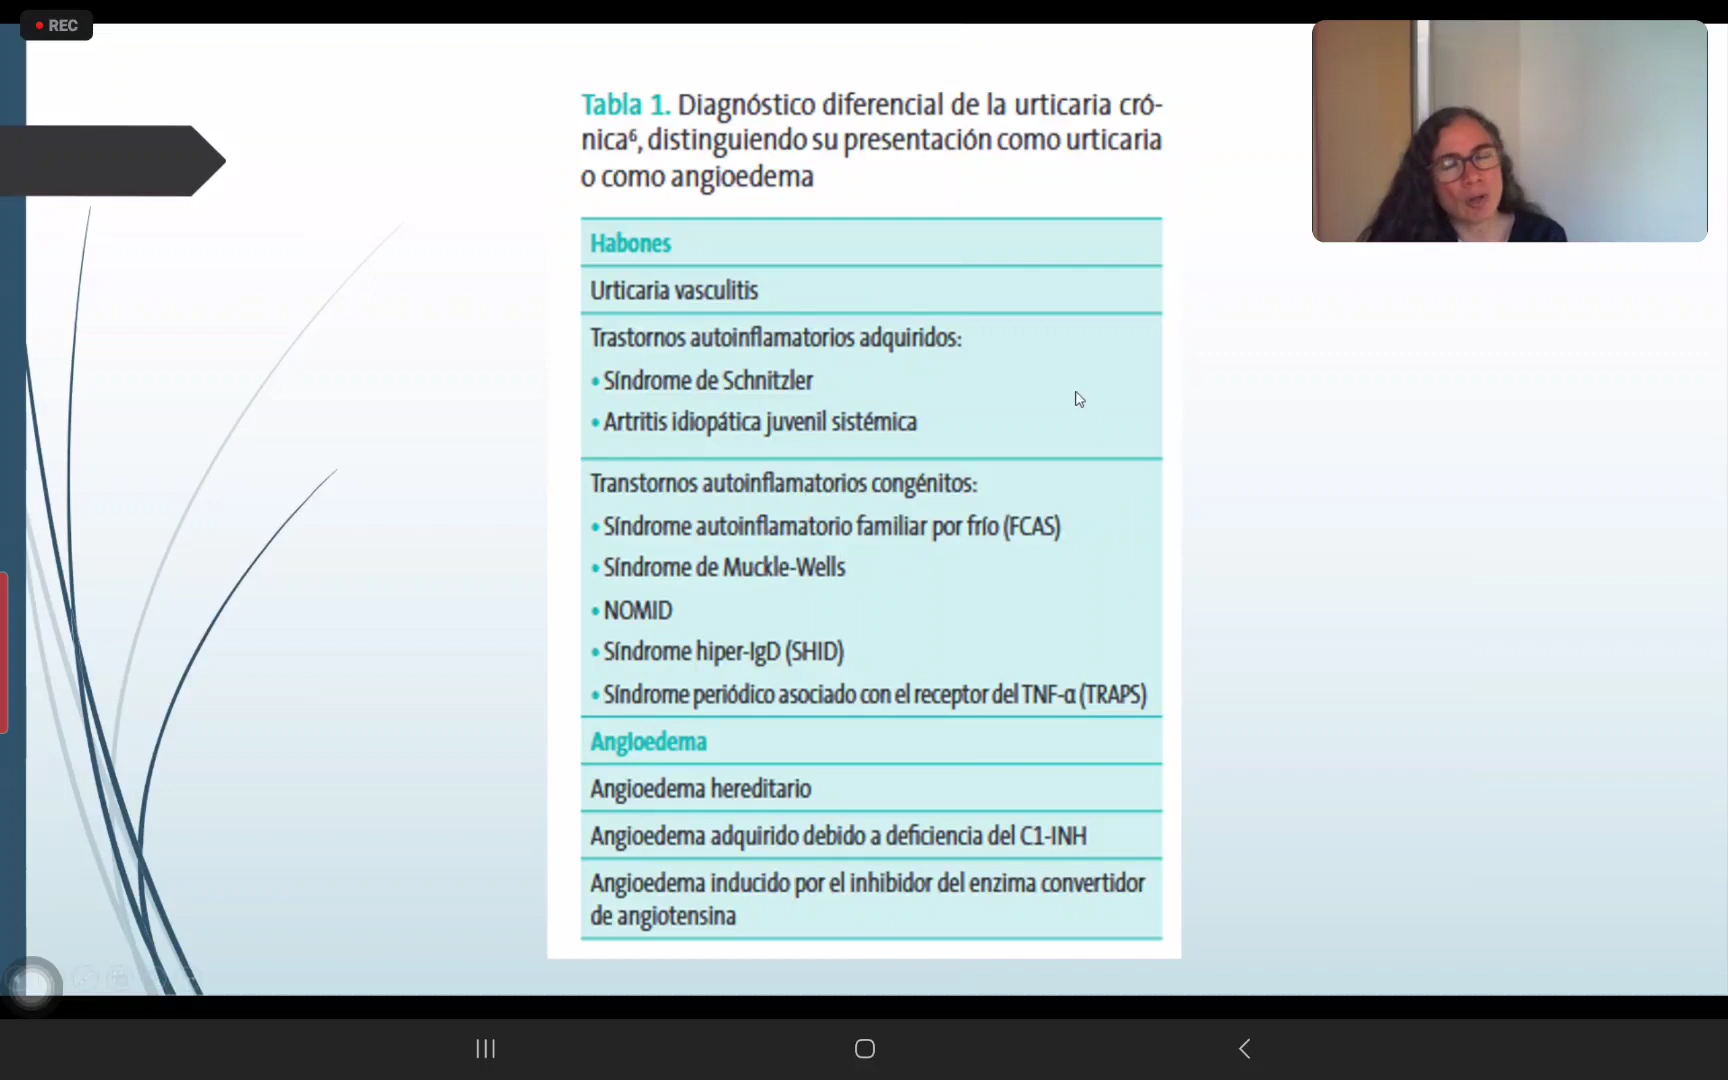 REC
Tabla 1. Diagnóstico diferencial de la urticaria cró-
nica⁶, distinguiendo su presentación como urticaria
o como angioedema
Habones
Urticaria vasculitis
Trastornos autoinflamatorios adquiridos:
• Síndrome de Schnitzler
• Artritis idiopática juvenil sistémica
Transtornos autoinflamatorios congénitos:
• Síndrome autoinflamatorio familiar por frío (FCAS)
• Síndrome de Muckle-Wells
• NOMID
• Síndrome hiper-IgD (SHID)
• Síndrome periódico asociado con el receptor del TNF-α (TRAPS)
Angioedema
Angioedema hereditario
Angioedema adquirido debido a deficiencia del C1-INH
Angioedema inducido por el inhibidor del enzima convertidor
de angiotensina